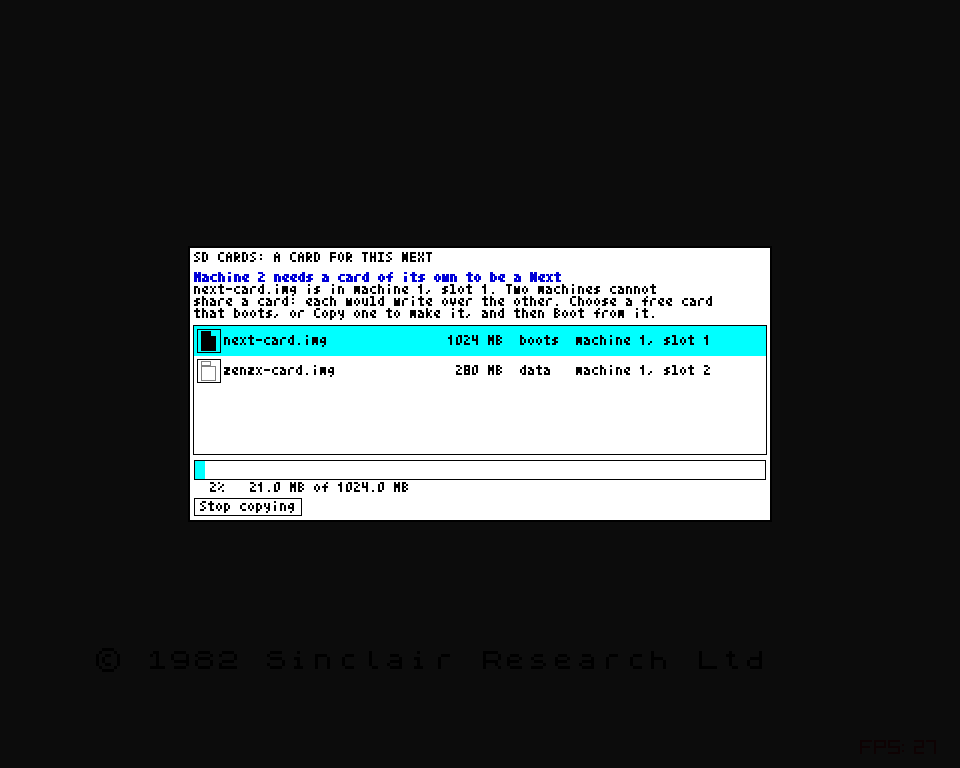 SD CARDS: A CARD FOR THIS NEXT
Machine 2 needs a card of its own to be a Next
next-card.img is in machine 1, slot 1. Two machines cannot
share a card: each would write over the other. Choose a free card
that boots, or Copy one to make it, and then Boot from it.
next-card.img 1024 MB boots machine 1, slot 1
zenzx-card.img 280 MB data machine 1, slot 2
2% 21.0 MB of 1024.0 MB
Stop copying
© 1982 Sinclair Research Ltd
FPS: 27